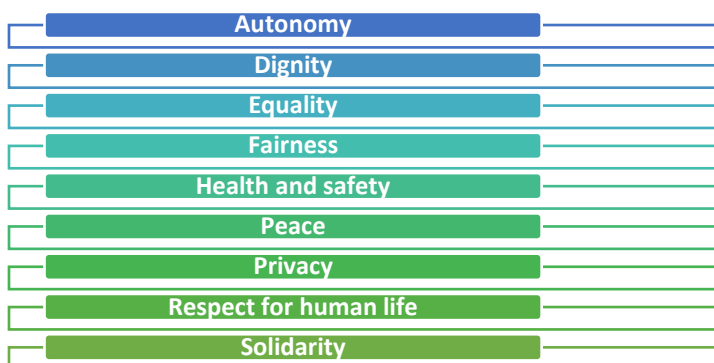 Autonomy
Dignity
Equality
Fairness
Health and safety
Peace
Privacy
Respect for human life
Solidarity